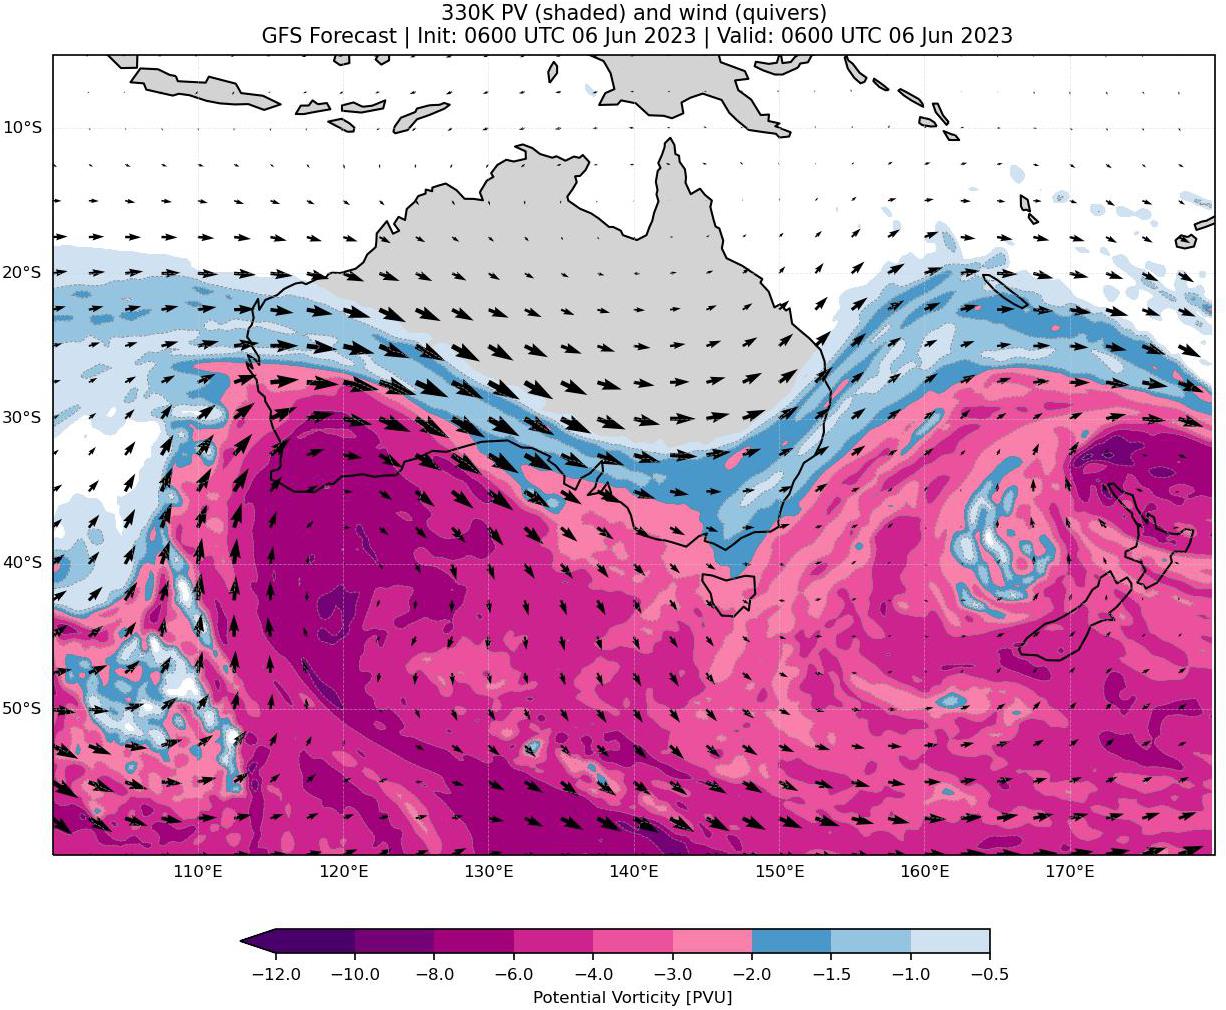 330K PV (shaded) and wind (quivers)
GFS Forecast | Init: 0600 UTC 06 Jun 2023 | Valid: 0600 UTC 06 Jun 2023
10°S
20°S
30°S
40°S
50°S
110°E 120°E 130°E 140°E 150°E 160°E 170°E
−12.0 −10.0 −8.0 −6.0 −4.0 −3.0 −2.0 −1.5 −1.0 −0.5
Potential Vorticity [PVU]